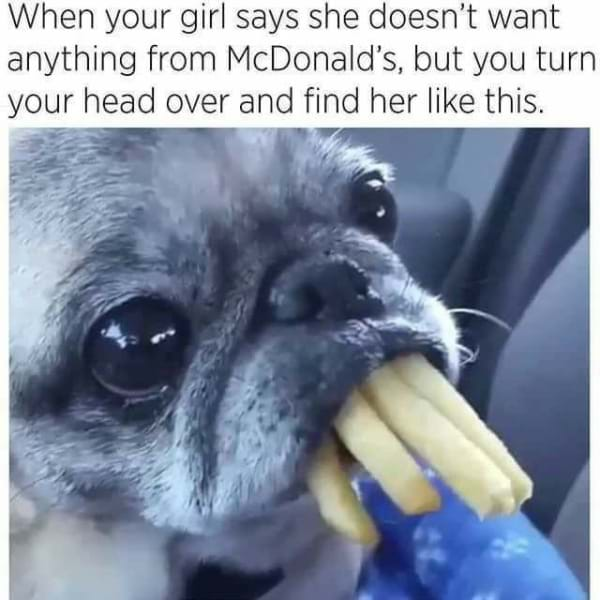 When your girl says she doesn't want
anything from McDonald's, but you turn
your head over and find her like this.